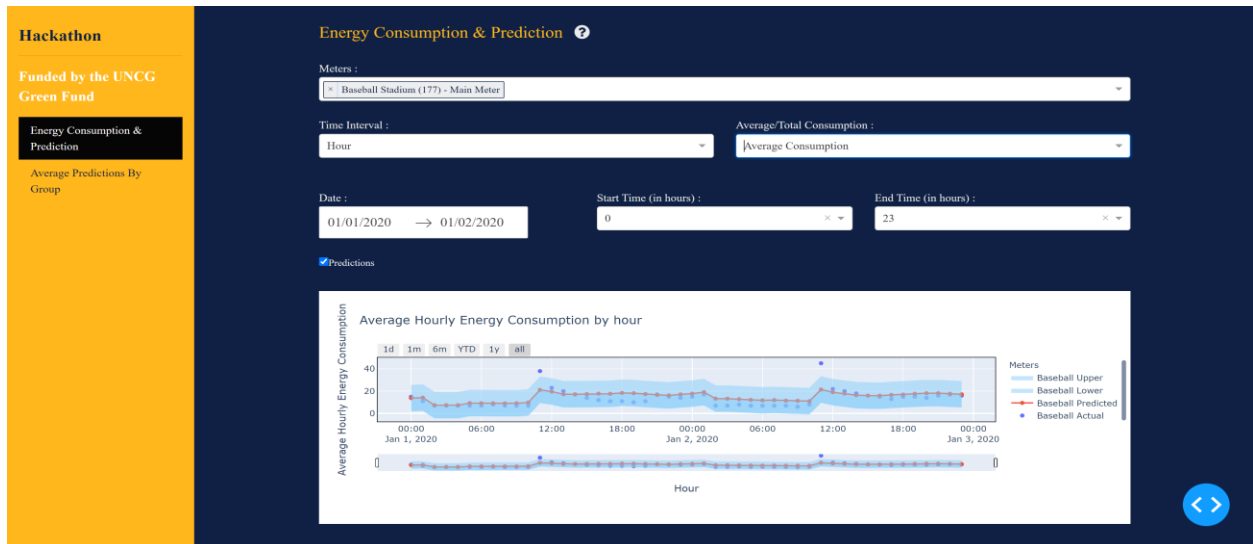 Hackathon
Funded by the UNCG
Green Fund
Energy Consumption &
Prediction
Average Predictions By
Group
Energy Consumption & Prediction ?
Meters :
× Baseball Stadium (177) - Main Meter
Time Interval :
Average/Total Consumption :
Hour
Average Consumption
Date :
Start Time (in hours) :
End Time (in hours) :
01/01/2020 → 01/02/2020
0 ×
23 ×
Predictions
Average Hourly Energy Consumption by hour
1d 1m 6m YTD 1y all
Average Hourly Energy Consumption
40
20
0
00:00 06:00 12:00 18:00 00:00 06:00 12:00 18:00 00:00
Jan 1, 2020 Jan 2, 2020 Jan 3, 2020
Hour
Meters
Baseball Upper
Baseball Lower
Baseball Predicted
Baseball Actual